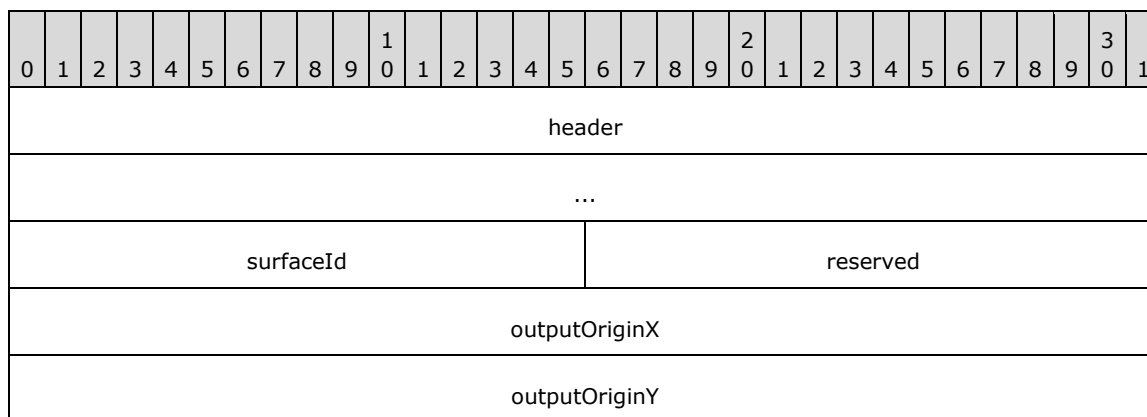 1 2 3
0 1 2 3 4 5 6 7 8 9 0 1 2 3 4 5 6 7 8 9 0 1 2 3 4 5 6 7 8 9 0 1
header
...
surfaceId reserved
outputOriginX
outputOriginY